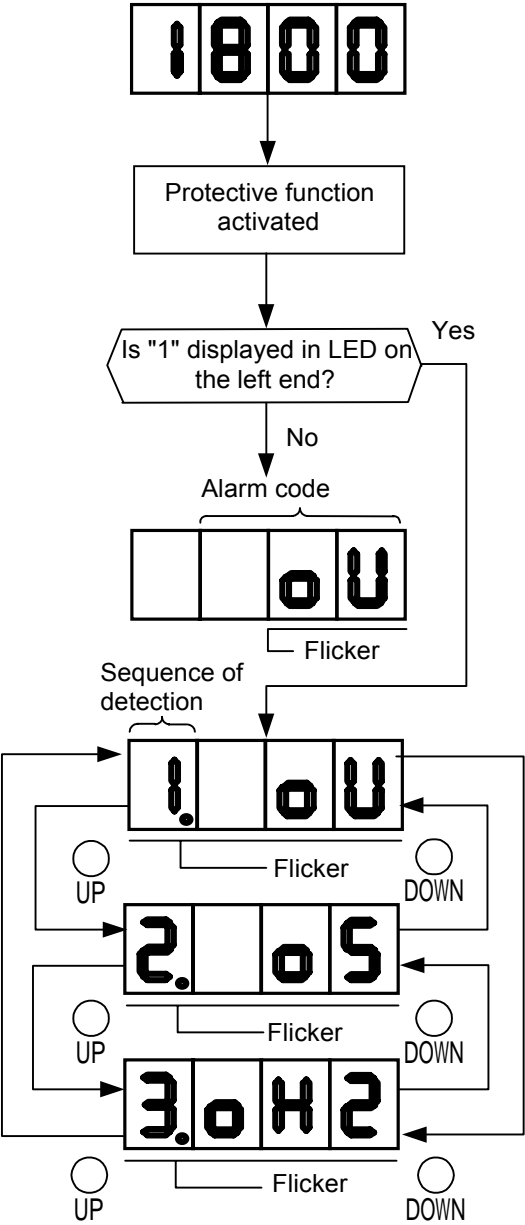 1800
Protective function
activated
Is "1" displayed in LED on
the left end?
Yes
No
Alarm code
oU
Flicker
Sequence of
detection
1. oU
Flicker
UP
DOWN
2. oS
Flicker
UP
DOWN
3.oH2
Flicker
UP
DOWN